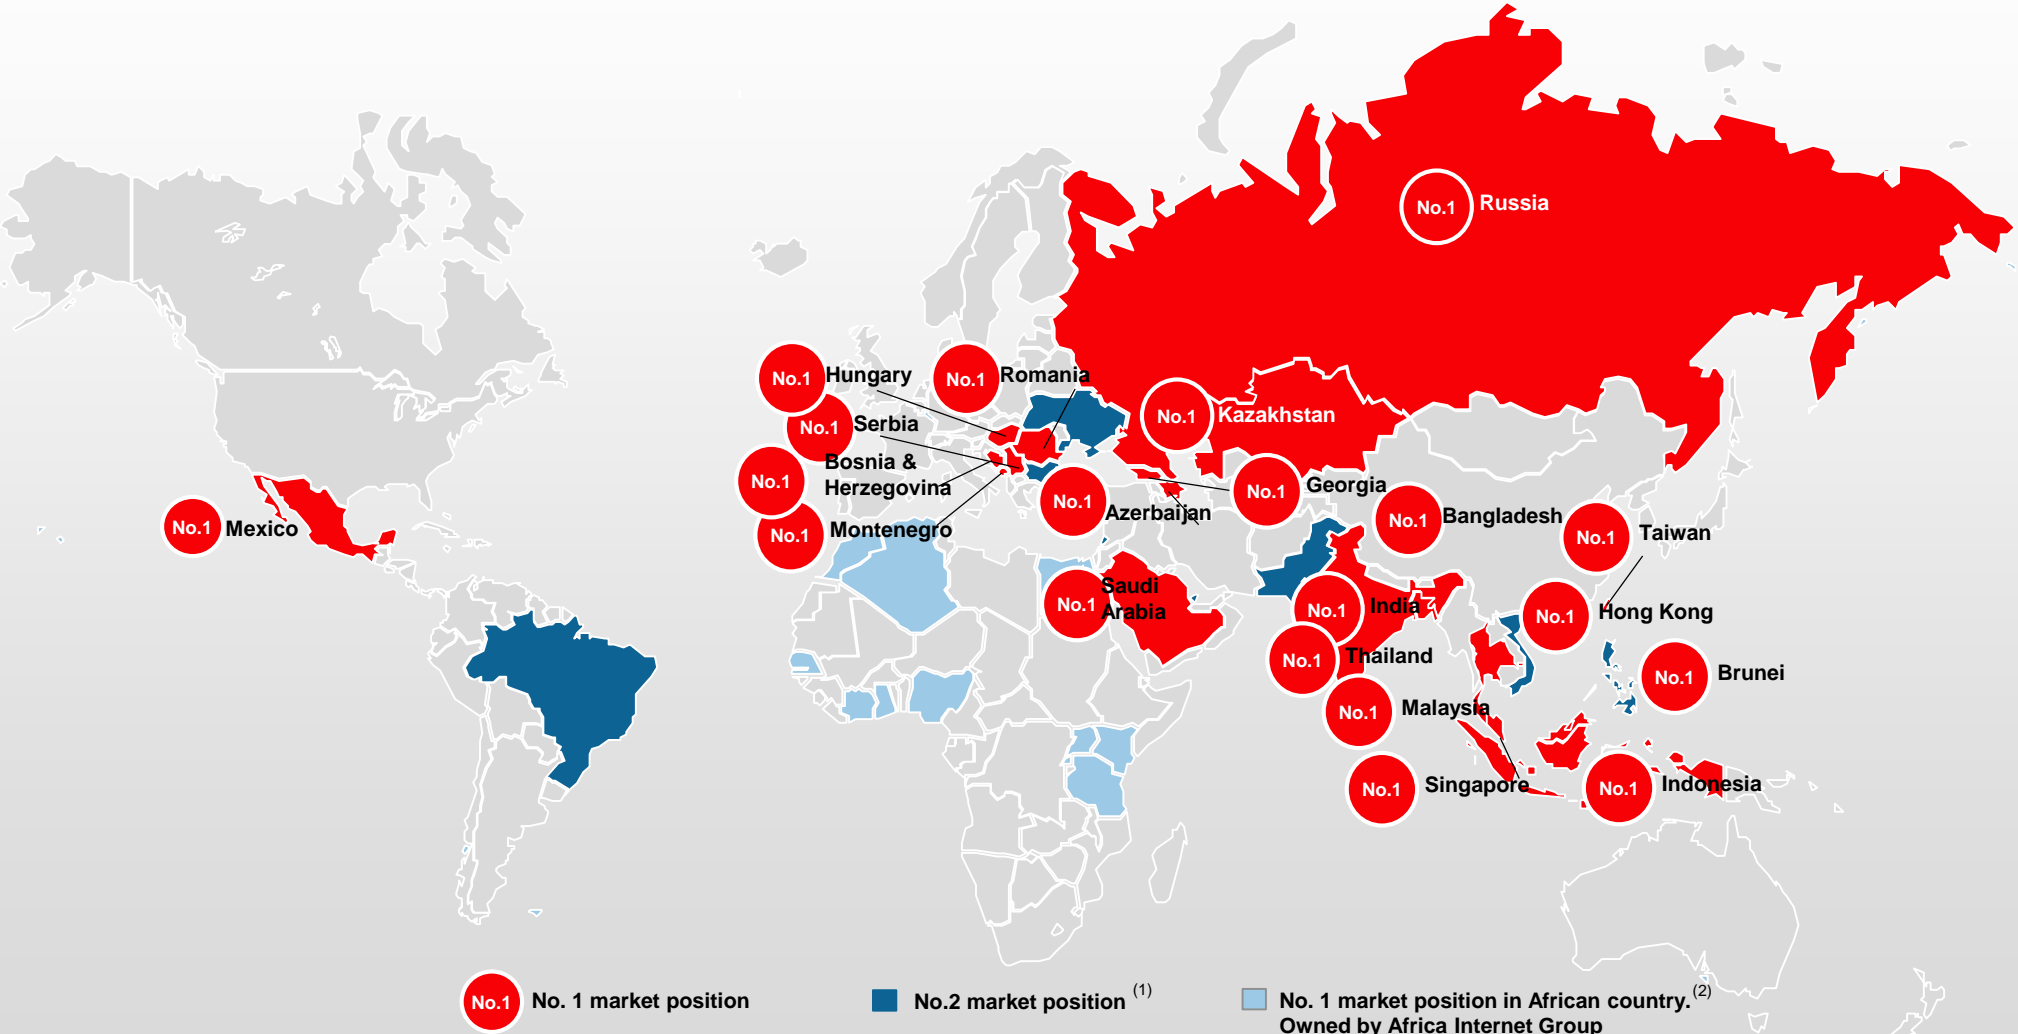 No.1 Russia
No.1 Hungary
No.1 Romania
No.1 Kazakhstan
No.1 Serbia
No.1 Bosnia &
Herzegovina
No.1 Georgia
No.1 Azerbaijan
No.1 Bangladesh
No.1 Taiwan
No.1 Mexico
No.1 Montenegro
No.1 Saudi
Arabia
No.1 India
No.1 Hong Kong
No.1 Thailand
No.1 Brunei
No.1 Malaysia
No.1 Singapore
No.1 Indonesia
No.1 No. 1 market position
No.2 market position (1)
No. 1 market position in African country. (2)
Owned by Africa Internet Group